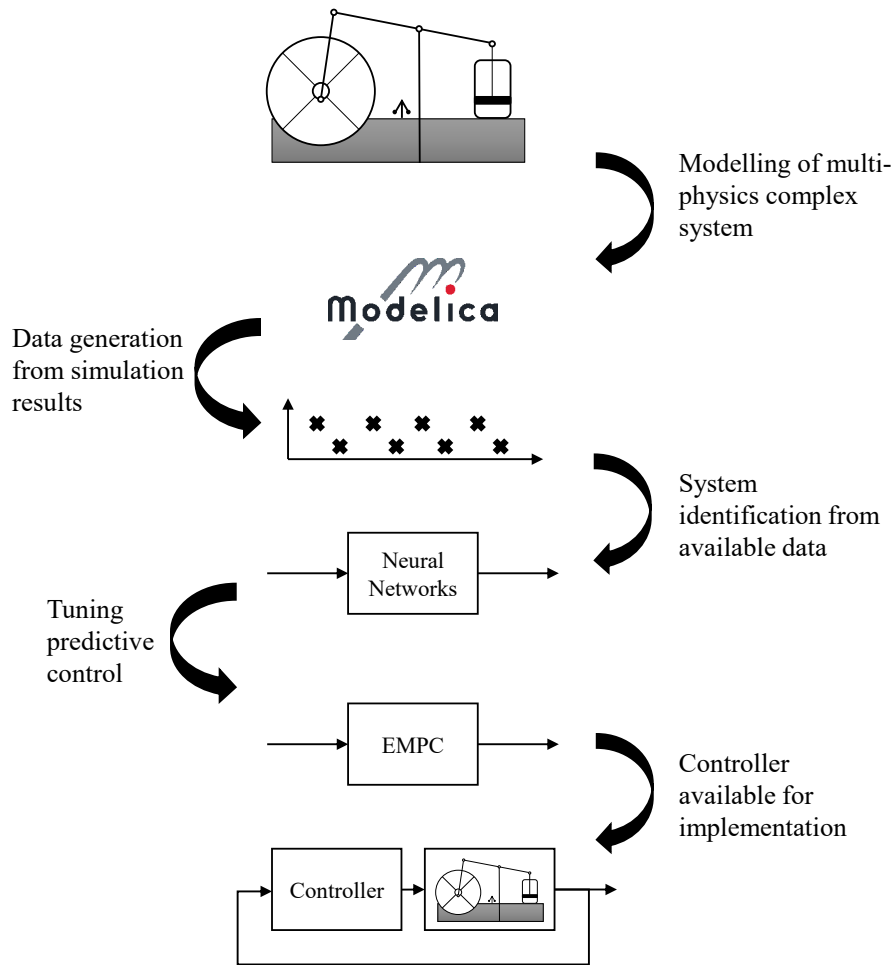 Modelling of multi-
physics complex
system
Modelica
Data generation
from simulation
results
System
identification from
available data
Neural
Networks
Tuning
predictive
control
EMPC
Controller
available for
implementation
Controller